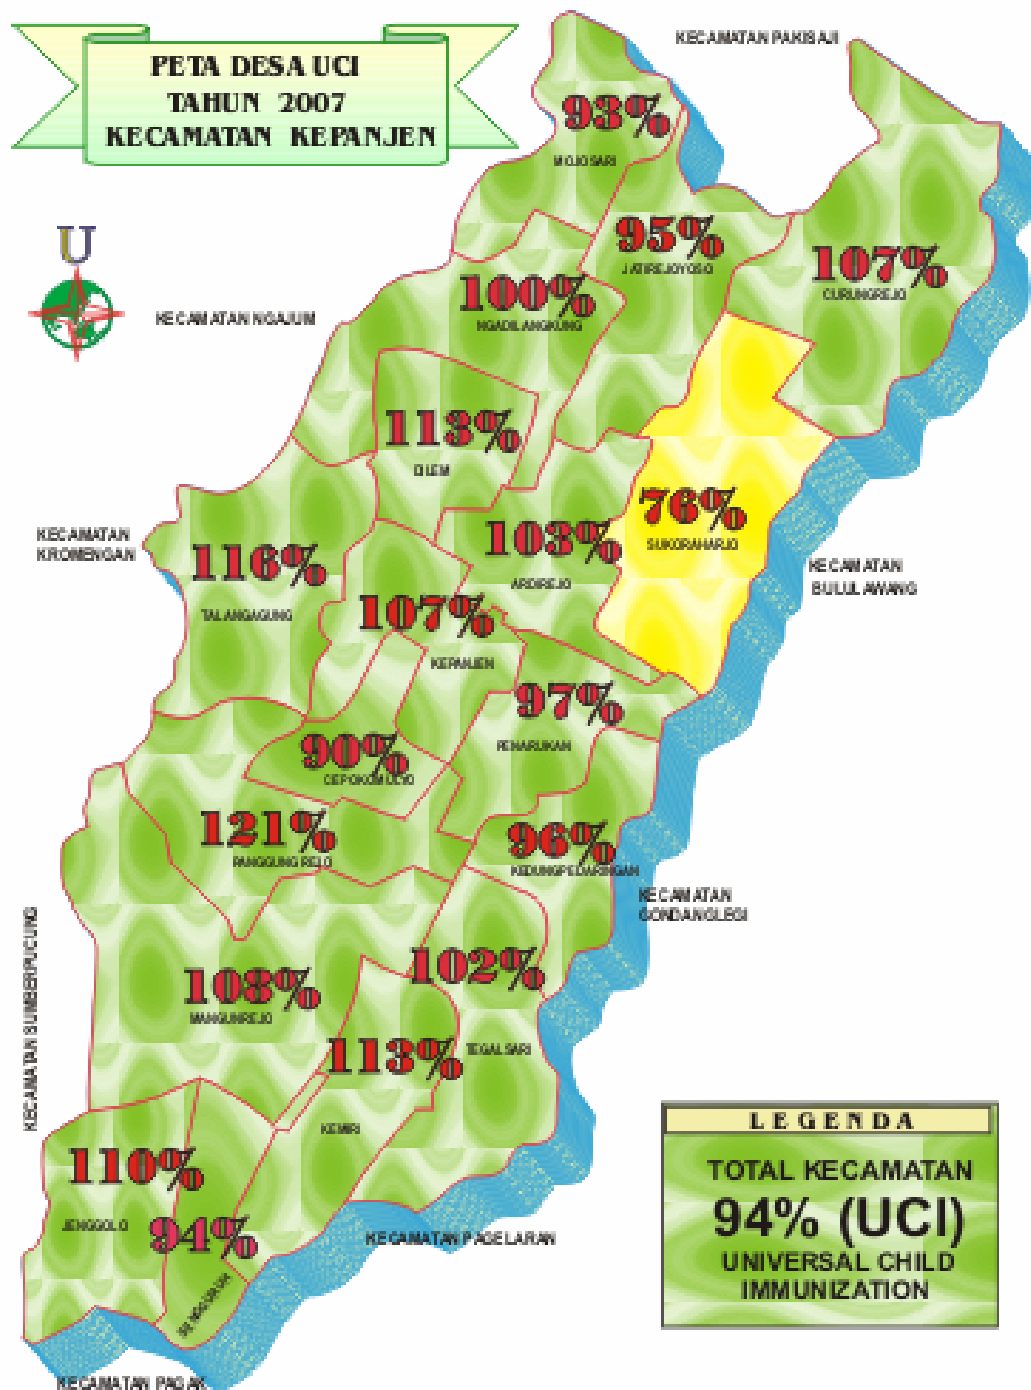 PETA DESA UCI
TAHUN 2007
KECAMATAN KEPANJEN
KECAMATAN PAKISAJI
93%
MOJOSARI
U
95%
JATIREJOYOSO
107%
CURUNGREJO
100%
NGADILANGKUNG
KECAMATAN NGAJUM
113%
DILEM
76%
SUKORAHARJO
KECAMATAN
KROMENGAN
103%
ARDIREJO
116%
TALANGAGUNG
KECAMATAN
BULULAWANG
107%
KEPANJEN
97%
PENARUKAN
90%
CEPOKOMULYO
121%
PANGGUNGREJO
96%
KEDUNGPEDARINGAN
KECAMATAN
GONDANGLEGI
KECAMATAN SUMBERPUCUNG
102%
TEGALSARI
108%
MANGUNREJO
113%
KEMIRI
110%
JENGGOLO
94%
SENGGURUH
KECAMATAN PAGELARAN
KECAMATAN PAGAK
LEGENDA
TOTAL KECAMATAN
94% (UCI)
UNIVERSAL CHILD
IMMUNIZATION